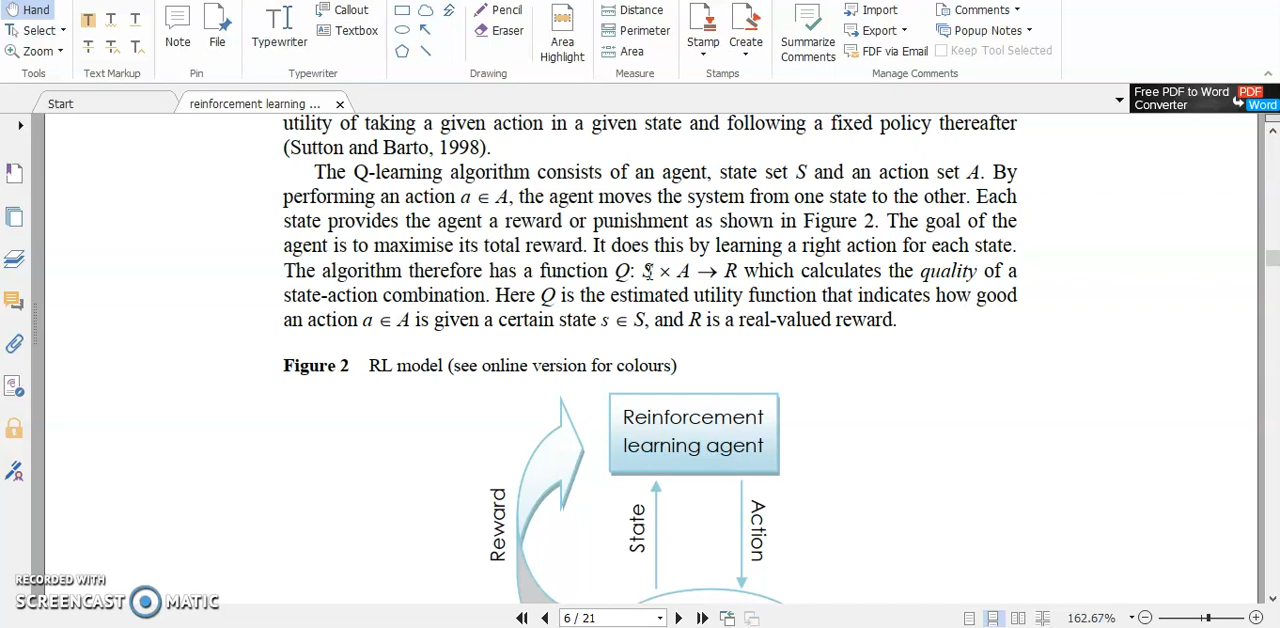 Hand
Select
Zoom
Tools
Text Markup
Note
File
Pin
Typewriter
Callout
Textbox
Typewriter
Pencil
Eraser
Area
Highlight
Drawing
Distance
Perimeter
Area
Measure
Stamp
Create
Stamps
Summarize
Comments
Import
Export
FDF via Email
Comments
Popup Notes
Keep Tool Selected
Manage Comments
Start
reinforcement learning ...
Free PDF to Word
Converter
PDF
Word
utility of taking a given action in a given state and following a fixed policy thereafter
(Sutton and Barto, 1998).
The Q-learning algorithm consists of an agent, state set S and an action set A. By
performing an action a ∈ A, the agent moves the system from one state to the other. Each
state provides the agent a reward or punishment as shown in Figure 2. The goal of the
agent is to maximise its total reward. It does this by learning a right action for each state.
The algorithm therefore has a function Q: S × A → R which calculates the quality of a
state-action combination. Here Q is the estimated utility function that indicates how good
an action a ∈ A is given a certain state s ∈ S, and R is a real-valued reward.
Figure 2 RL model (see online version for colours)
Reinforcement
learning agent
Reward
State
Action
RECORDED WITH
SCREENCAST MATIC
6 / 21
162.67%